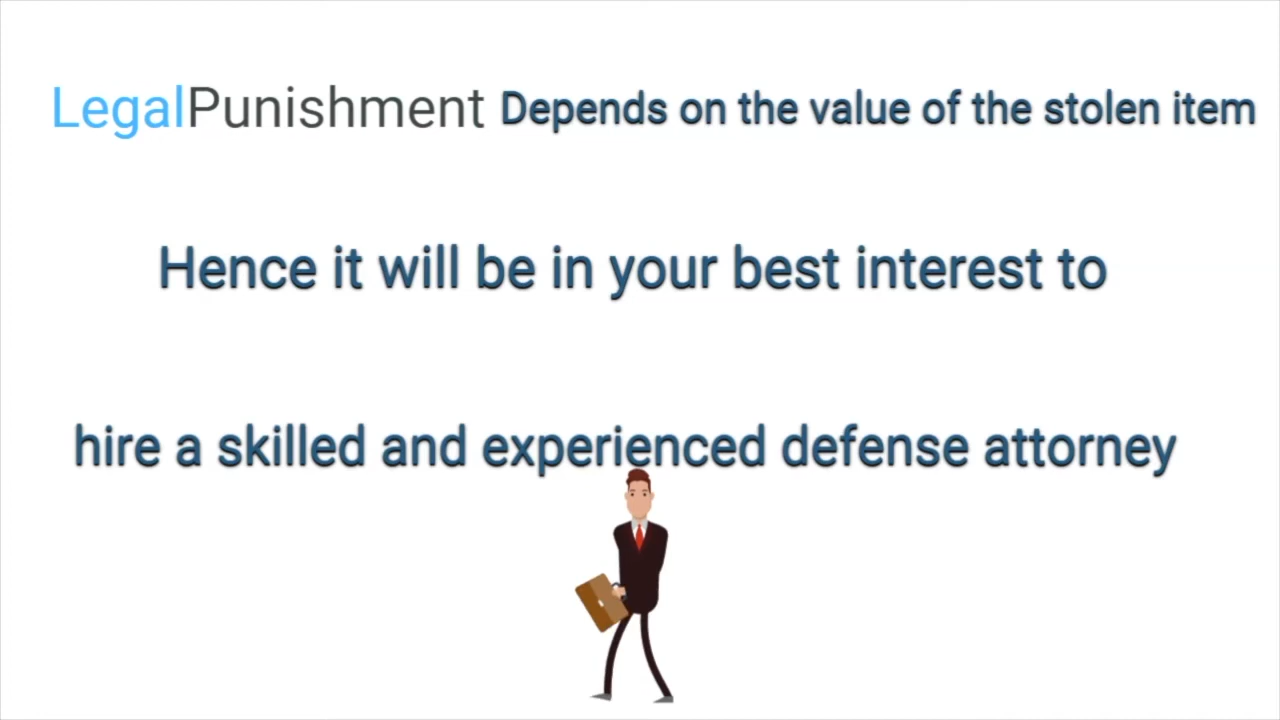 LegalPunishment Depends on the value of the stolen item
Hence it will be in your best interest to
hire a skilled and experienced defense attorney